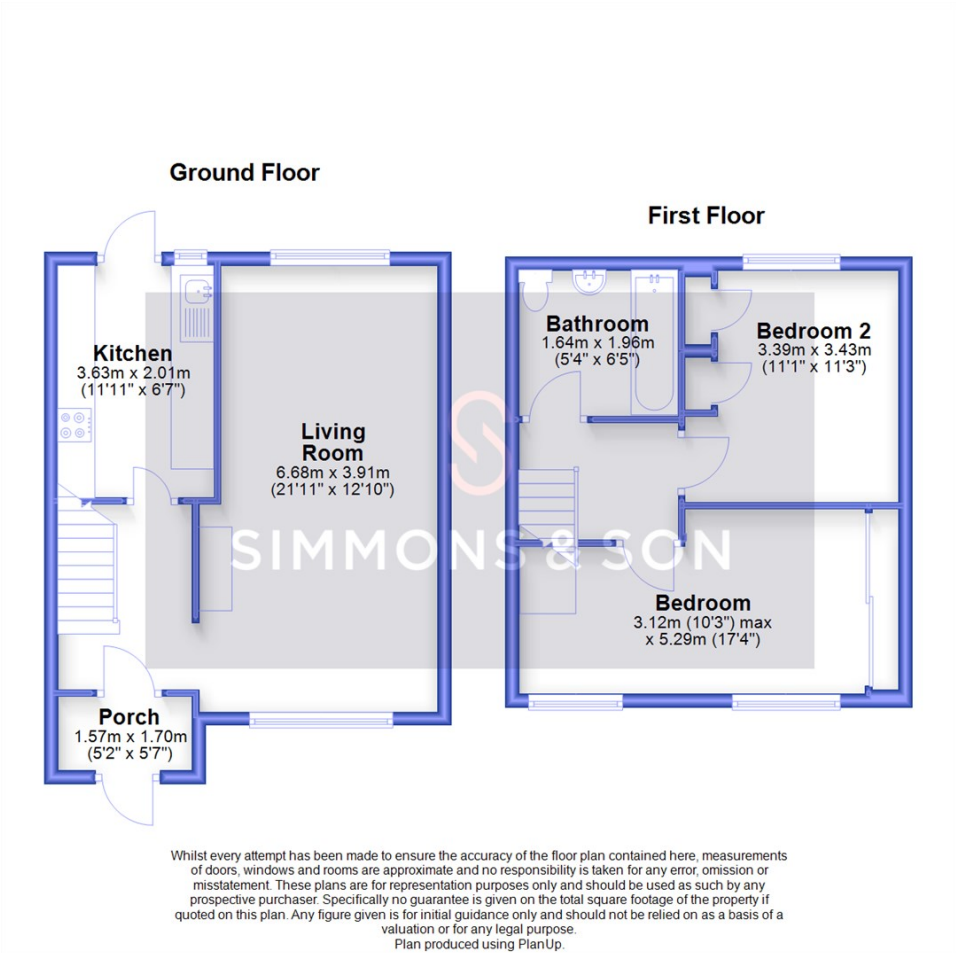 Ground Floor
First Floor
Kitchen
3.63m x 2.01m
(11'11" x 6'7")
Living
Room
6.68m x 3.91m
(21'11" x 12'10")
Porch
1.57m x 1.70m
(5'2" x 5'7")
Bathroom
1.64m x 1.96m
(5'4" x 6'5")
Bedroom 2
3.39m x 3.43m
(11'1" x 11'3")
Bedroom
3.12m (10'3") max
x 5.29m (17'4")
SIMMONS & SON
Whilst every attempt has been made to ensure the accuracy of the floor plan contained here, measurements
of doors, windows and rooms are approximate and no responsibility is taken for any error, omission or
misstatement. These plans are for representation purposes only and should be used as such by any
prospective purchaser. Specifically no guarantee is given on the total square footage of the property if
quoted on this plan. Any figure given is for initial guidance only and should not be relied on as a basis of a
valuation or for any legal purpose.
Plan produced using PlanUp.